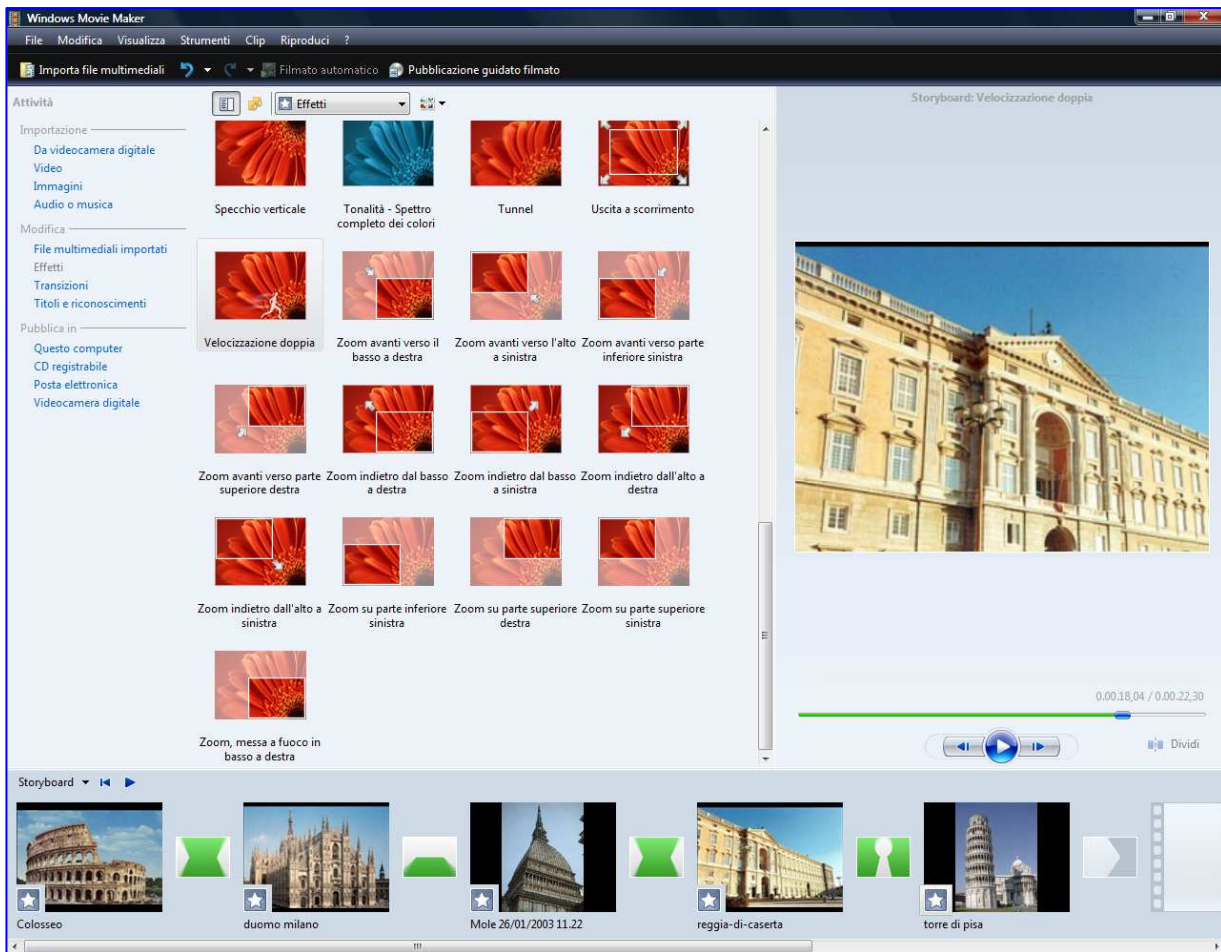 Windows Movie Maker
File Modifica Visualizza Strumenti Clip Riproduci ?
Importa file multimediali Filmato automatico Pubblicazione guidato filmato
Attività
Importazione
Da videocamera digitale
Video
Immagini
Audio o musica
Modifica
File multimediali importati
Effetti
Transizioni
Titoli e riconoscimenti
Pubblica in
Questo computer
CD registrabile
Posta elettronica
Videocamera digitale
Effetti
Specchio verticale
Tonalità - Spettro
completo dei colori
Tunnel
Uscita a scorrimento
Velocizzazione doppia
Zoom avanti verso il
basso a destra
Zoom avanti verso l'alto
a sinistra
Zoom avanti verso parte
inferiore sinistra
Zoom avanti verso parte
superiore destra
Zoom indietro dal basso
a destra
Zoom indietro dal basso
a sinistra
Zoom indietro dall'alto a
destra
Zoom indietro dall'alto a
sinistra
Zoom su parte inferiore
sinistra
Zoom su parte superiore
destra
Zoom su parte superiore
sinistra
Zoom, messa a fuoco in
basso a destra
Storyboard: Velocizzazione doppia
0.00.18,04 / 0.00.22,30
Dividi
Storyboard
Colosseo
duomo milano
Mole 26/01/2003 11.22
reggia-di-caserta
torre di pisa